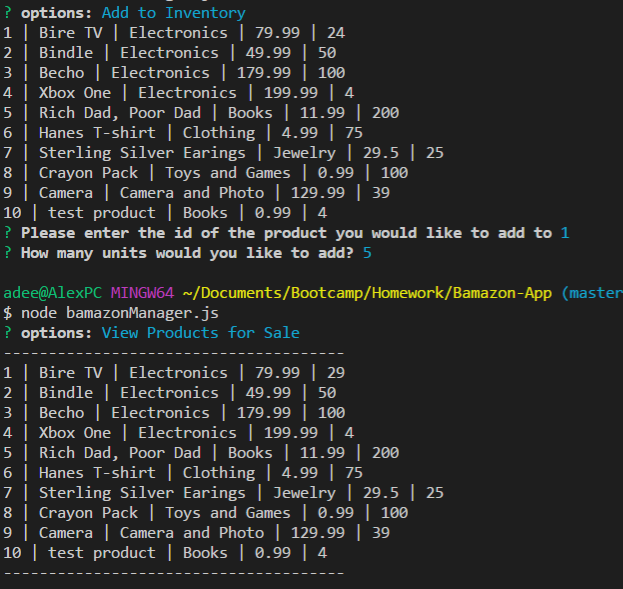 ? options: Add to Inventory
1 | Bire TV | Electronics | 79.99 | 24
2 | Bindle | Electronics | 49.99 | 50
3 | Becho | Electronics | 179.99 | 100
4 | Xbox One | Electronics | 199.99 | 4
5 | Rich Dad, Poor Dad | Books | 11.99 | 200
6 | Hanes T-shirt | Clothing | 4.99 | 75
7 | Sterling Silver Earings | Jewelry | 29.5 | 25
8 | Crayon Pack | Toys and Games | 0.99 | 100
9 | Camera | Camera and Photo | 129.99 | 39
10 | test product | Books | 0.99 | 4
? Please enter the id of the product you would like to add to 1
? How many units would you like to add? 5
adee@AlexPC MINGW64 ~/Documents/Bootcamp/Homework/Bamazon-App (master
$ node bamazonManager.js
? options: View Products for Sale
--------------------------------------
1 | Bire TV | Electronics | 79.99 | 29
2 | Bindle | Electronics | 49.99 | 50
3 | Becho | Electronics | 179.99 | 100
4 | Xbox One | Electronics | 199.99 | 4
5 | Rich Dad, Poor Dad | Books | 11.99 | 200
6 | Hanes T-shirt | Clothing | 4.99 | 75
7 | Sterling Silver Earings | Jewelry | 29.5 | 25
8 | Crayon Pack | Toys and Games | 0.99 | 100
9 | Camera | Camera and Photo | 129.99 | 39
10 | test product | Books | 0.99 | 4
--------------------------------------